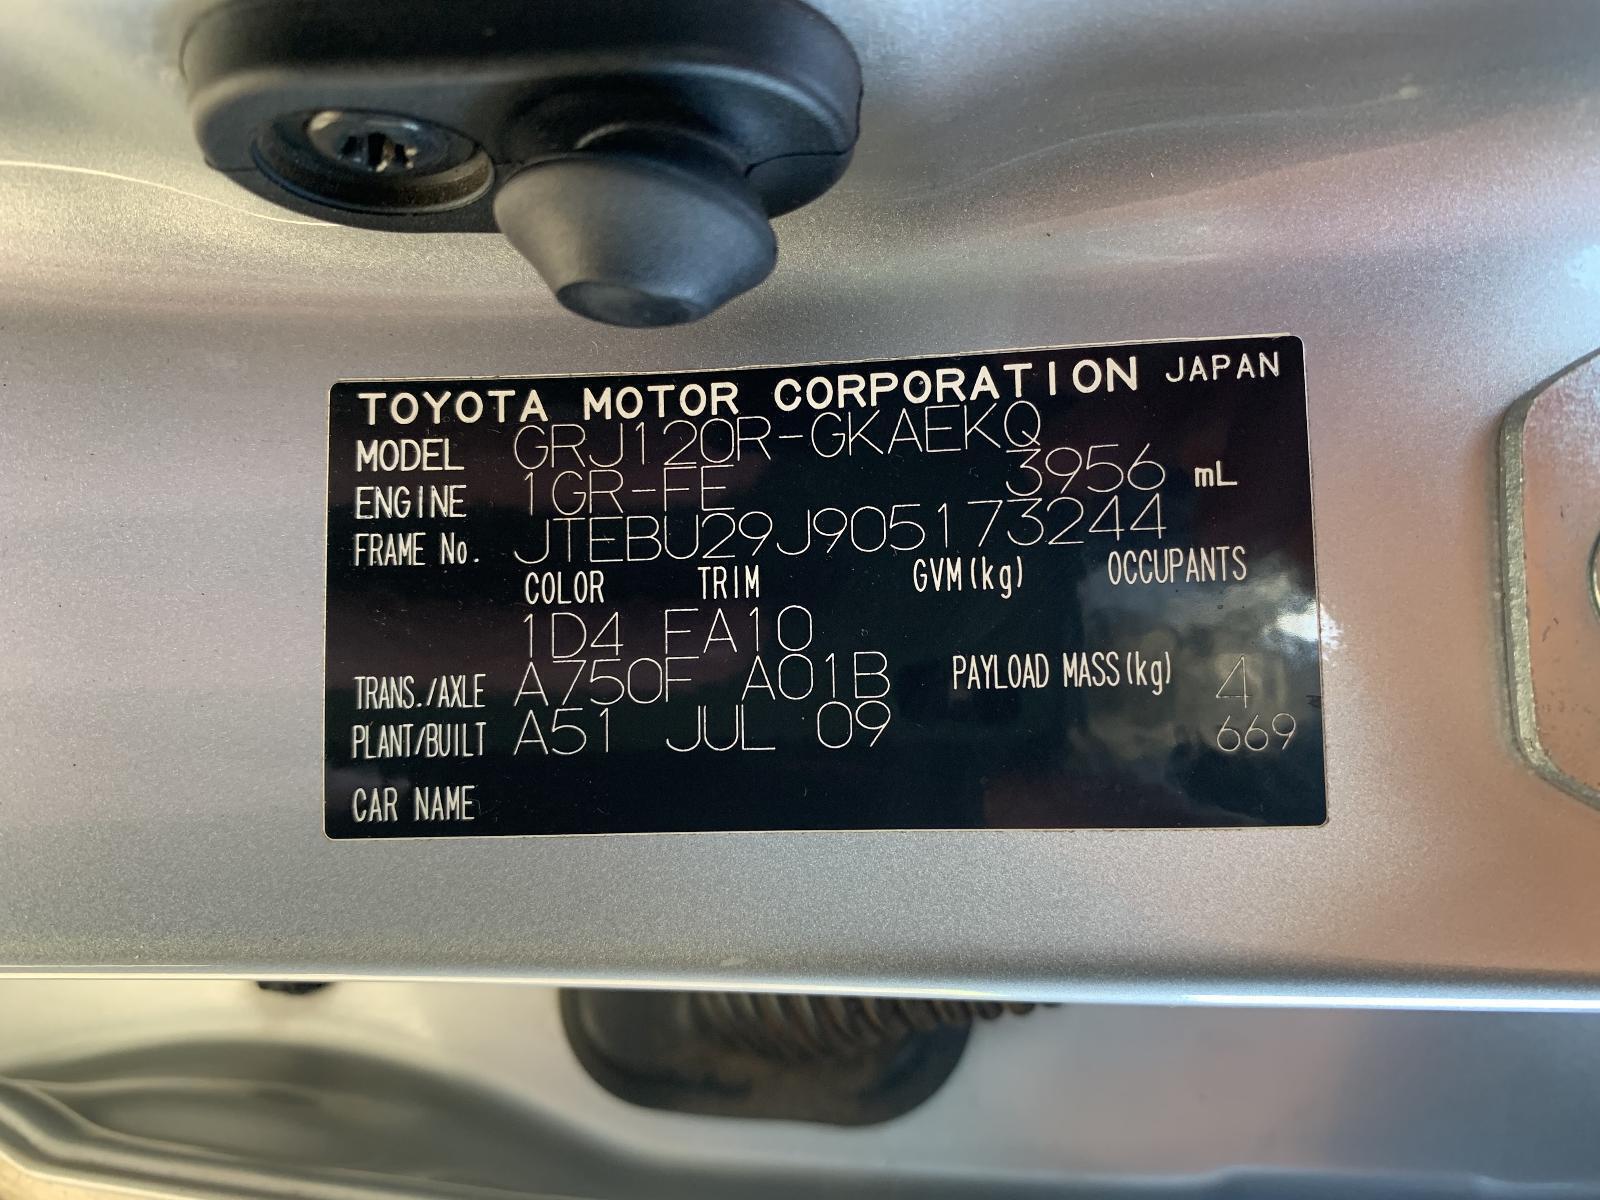 TOYOTA MOTOR CORPORATION JAPAN
MODEL GRJ120R-GKAEKQ
ENGINE 1GR-FE 3956 mL
FRAME No. JTEBU29J905173244
COLOR TRIM GVM(kg) OCCUPANTS
1D4 FA10
TRANS./AXLE A750F A01B PAYLOAD MASS(kg) 4
PLANT/BUILT A51 JUL 09 669
CAR NAME